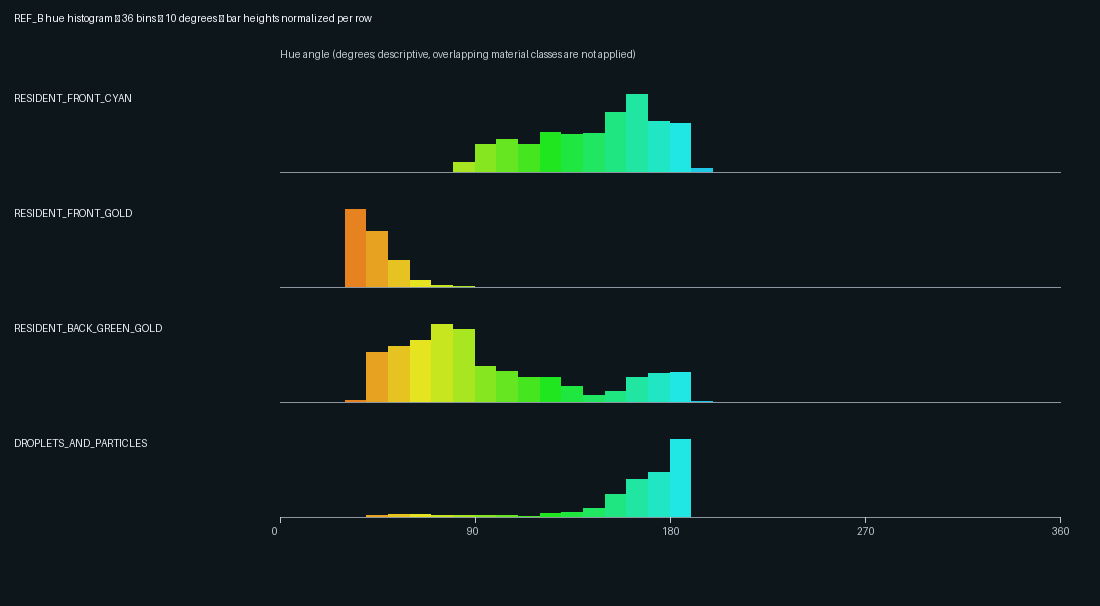 REF_B hue histogram ▯ 36 bins ▯ 10 degrees ▯ bar heights normalized per row
Hue angle (degrees; descriptive, overlapping material classes are not applied)
RESIDENT_FRONT_CYAN
RESIDENT_FRONT_GOLD
RESIDENT_BACK_GREEN_GOLD
DROPLETS_AND_PARTICLES
0 90 180 270 360